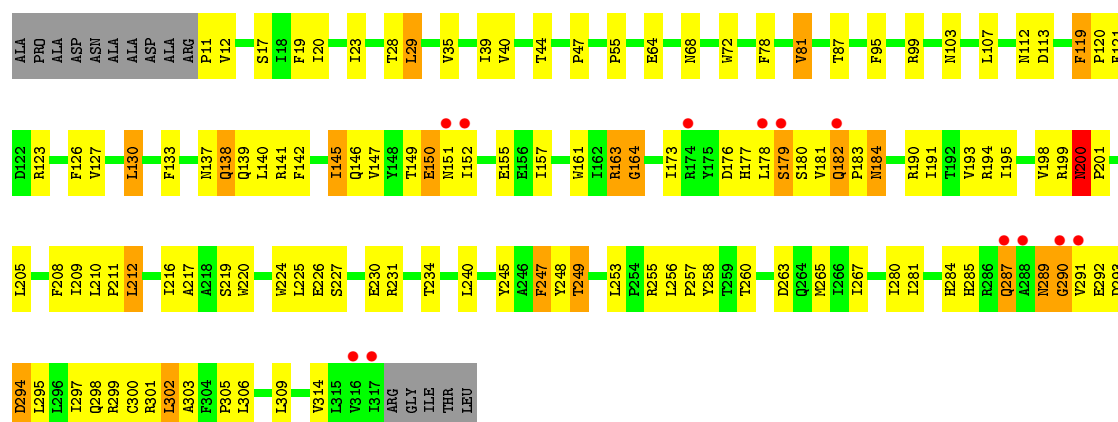 ALA PRO ALA ASP ASN ALA ALA ASP ALA ARG P11 V12 S17 I18 F19 I20 I23 T28 L29 V35 I39 V40 T44 P47 P55 E64 N68 W72 F78 V81 T87 F95 R99 N103 L107 N112 D113 F119 P120 F121
D122 R123 F126 V127 L130 F133 N137 Q138 Q139 L140 R141 F142 I145 Q146 V147 Y148 T149 E150 N151 I152 E155 E156 I157 W161 I162 R163 G164 I173 R174 Y175 D176 H177 L178 S179 S180 V181 Q182 P183 N184 R190 I191 T192 V193 R194 I195 V198 R199 N200 P201
L205 F208 I209 L210 P211 L212 I216 A217 A218 S219 W220 W224 L225 E226 S227 E230 R231 T234 L240 Y245 A246 F247 Y248 T249 L253 P254 R255 L256 P257 Y258 T259 T260 D263 Q264 M265 I266 I267 I280 I281 H284 H285 R286 Q287 A288 N289 G290 V291 E292 D293
D294 L295 L296 I297 Q298 R299 C300 R301 L302 A303 F304 P305 L306 L309 V314 L315 V316 I317 ARG GLY ILE THR LEU